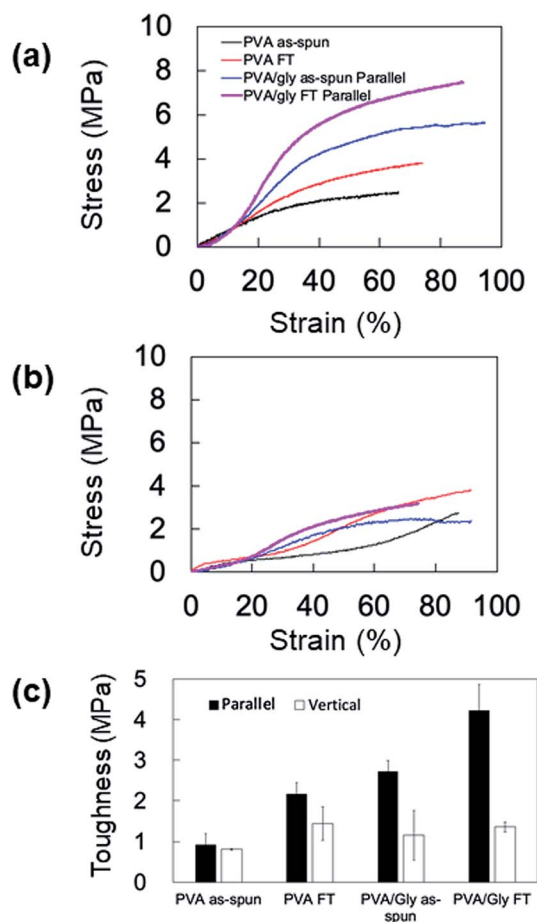 (a)
PVA as-spun
PVA FT
PVA/gly as-spun Parallel
PVA/gly FT Parallel
Stress (MPa)
10
8
6
4
2
0
0 20 40 60 80 100
Strain (%)
(b)
Stress (MPa)
10
8
6
4
2
0
0 20 40 60 80 100
Strain (%)
(c)
Toughness (MPa)
5
4
3
2
1
0
Parallel Vertical
PVA as-spun PVA FT PVA/Gly as- PVA/Gly FT
spun